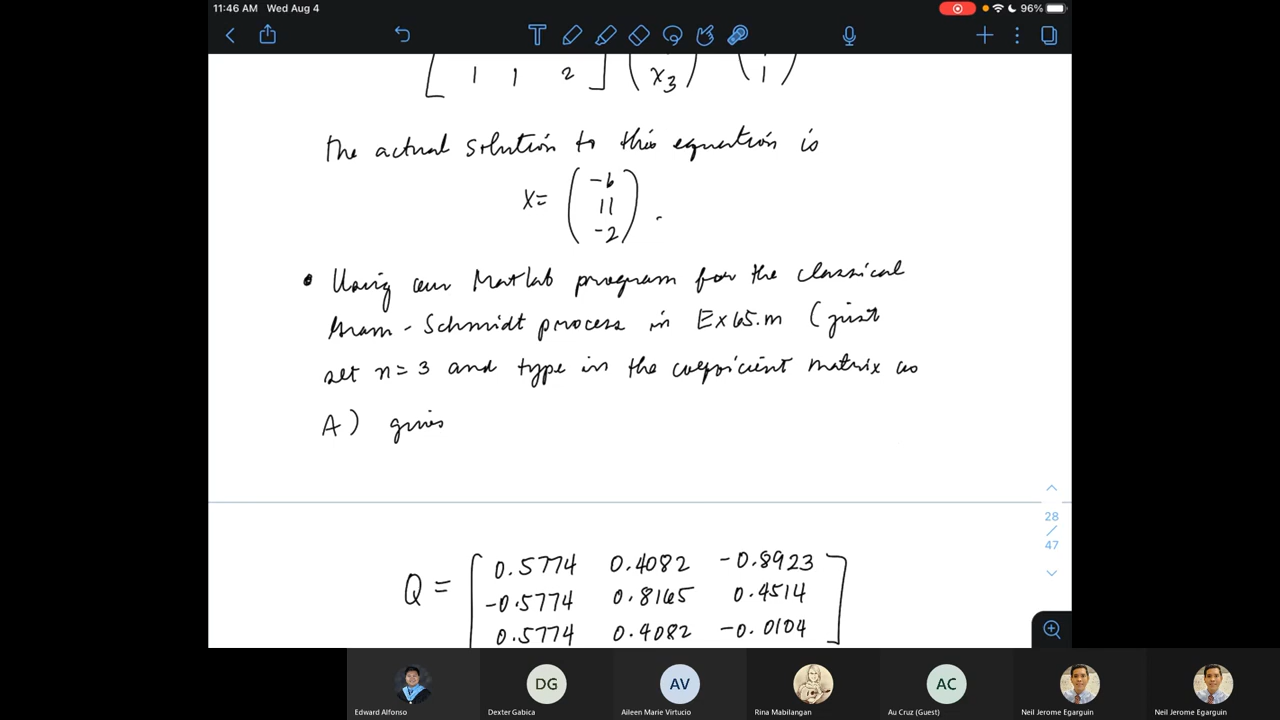 11:46 AM Wed Aug 4
96%
1 1 2 x3 1
The actual solution to this equation is
X= -6
11
-2 .
• Using our Matlab program for the classical
Gram-Schmidt process in Ex65.m (just
set n=3 and type in the coefficient matrix as
A) gives
28
/
47
Q = 0.5774 0.4082 -0.8923
-0.5774 0.8165 0.4514
0.5774 0.4082 -0.0104
DG AV AC
Edward Alfonso Dexter Gabica Aileen Marie Virtucio Rina Mabilangan Au Cruz (Guest) Neil Jerome Egarguin Neil Jerome Egarguin